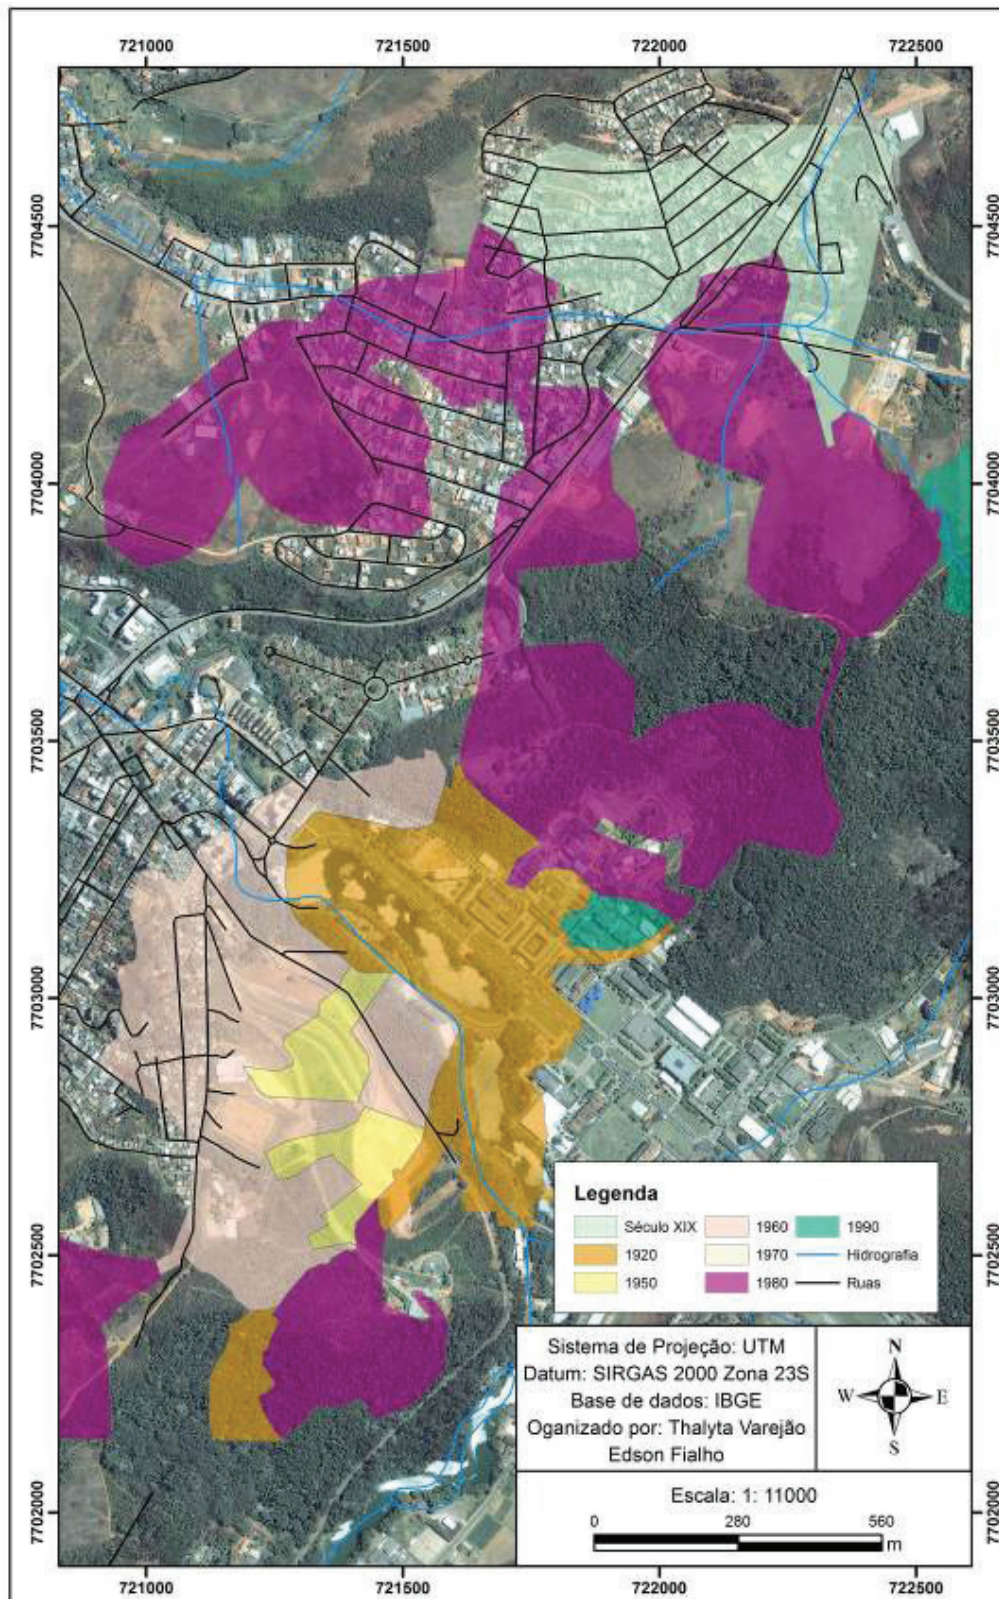 721000 721500 722000 722500
7704500 7704500
7704000 7704000
7703500 7703500
7703000 7703000
7702500 7702500
7702000 7702000
Legenda
Século XIX 1960 1990
1920 1970 Hidrografia
1950 1980 Ruas
Sistema de Projeção: UTM
Datum: SIRGAS 2000 Zona 23S
Base de dados: IBGE
Oganizado por: Thalyta Varejão
Edson Fialho
N
W E
S
Escala: 1: 11000
0 280 560
m
721000 721500 722000 722500